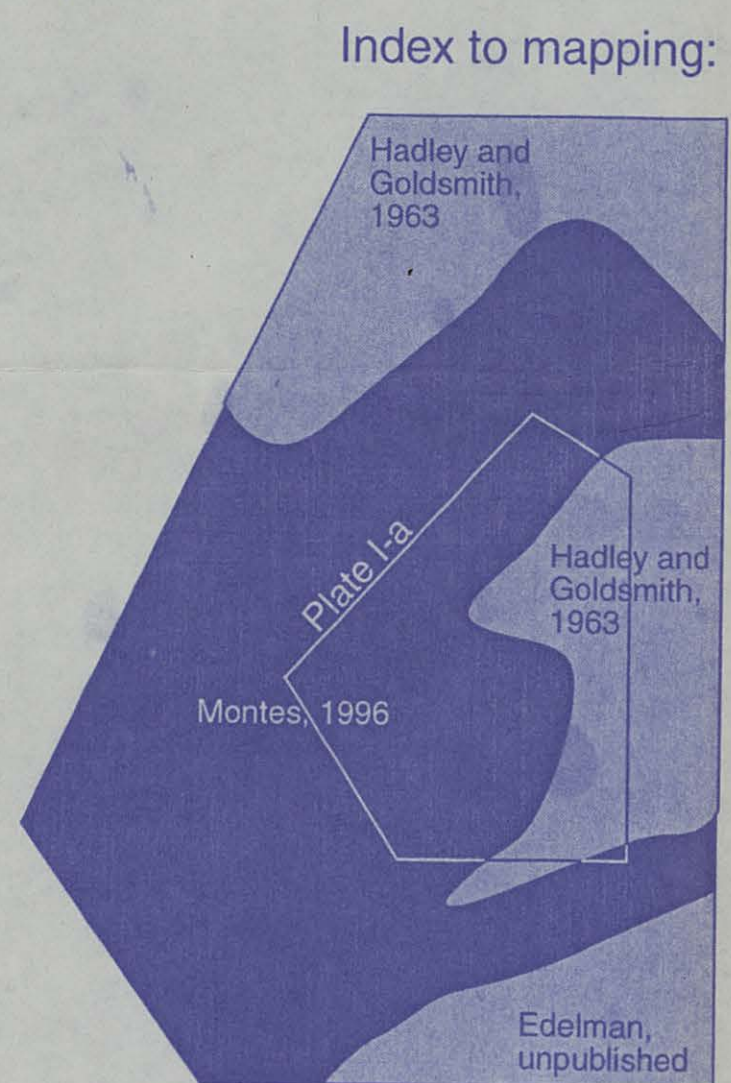 Index to mapping:
Hadley and
Goldsmith,
1963
Plate I-a
Hadley and
Goldsmith,
1963
Montes, 1996
Edelman,
unpublished